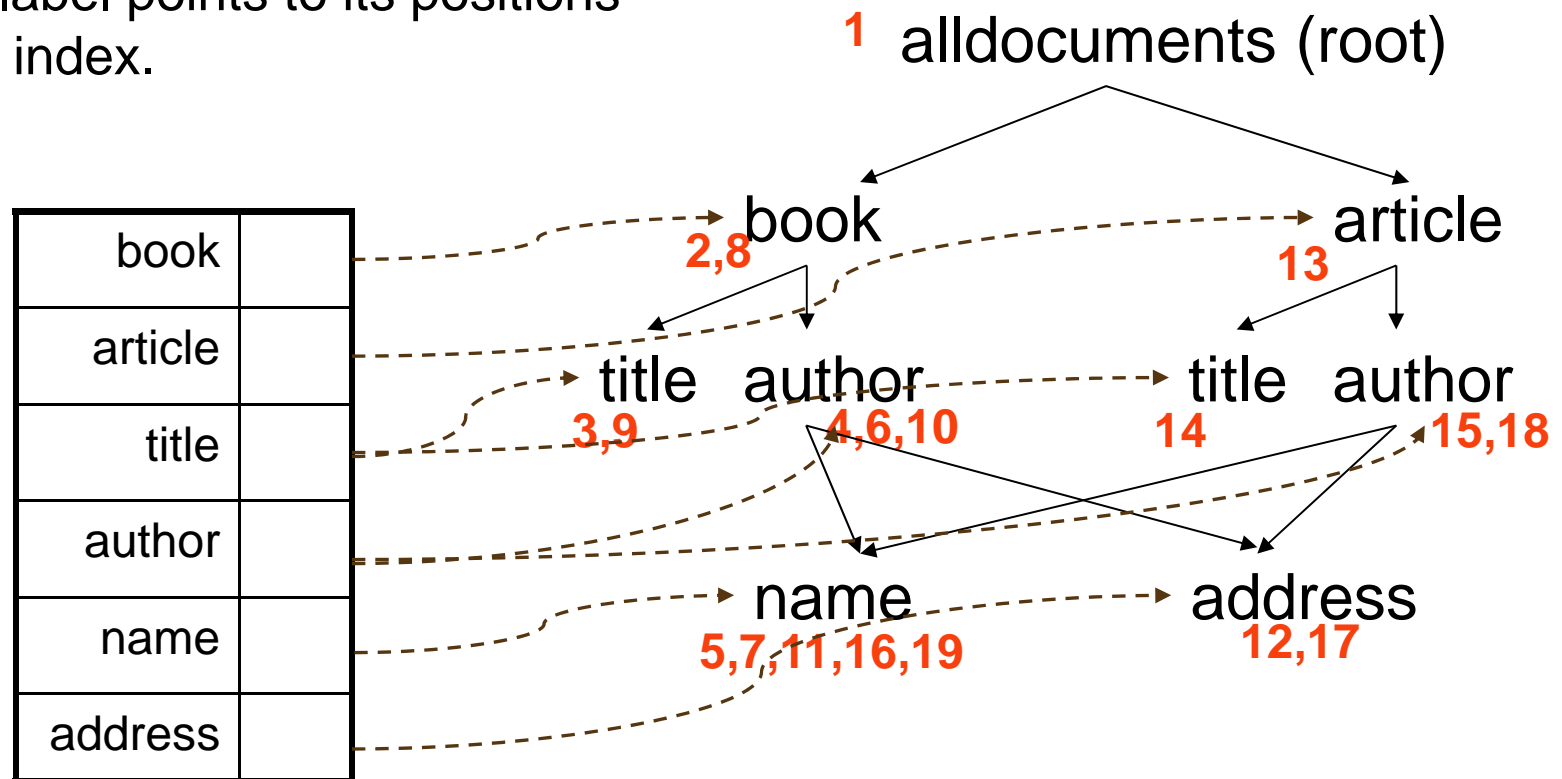 label points to its positions
index.
1 alldocuments (root)
book
article
title
author
name
address
book
2,8
article
13
title author
3,9 4,6,10
title author
14 15,18
name
5,7,11,16,19
address
12,17